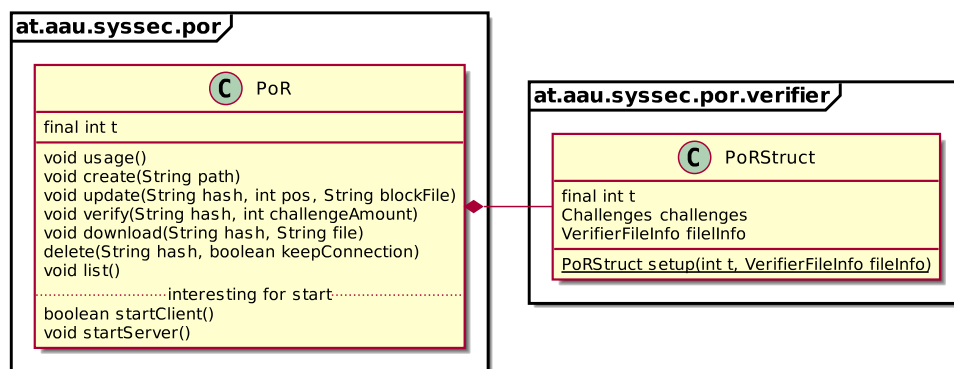 at.aau.syssec.por
C PoR
final int t
void usage()
void create(String path)
void update(String hash, int pos, String blockFile)
void verify(String hash, int challengeAmount)
void download(String hash, String file)
delete(String hash, boolean keepConnection)
void list()
interesting for start
boolean startClient()
void startServer()
at.aau.syssec.por.verifier
C PoRStruct
final int t
Challenges challenges
VerifierFileInfo filelInfo
PoRStruct setup(int t, VerifierFileInfo fileInfo)